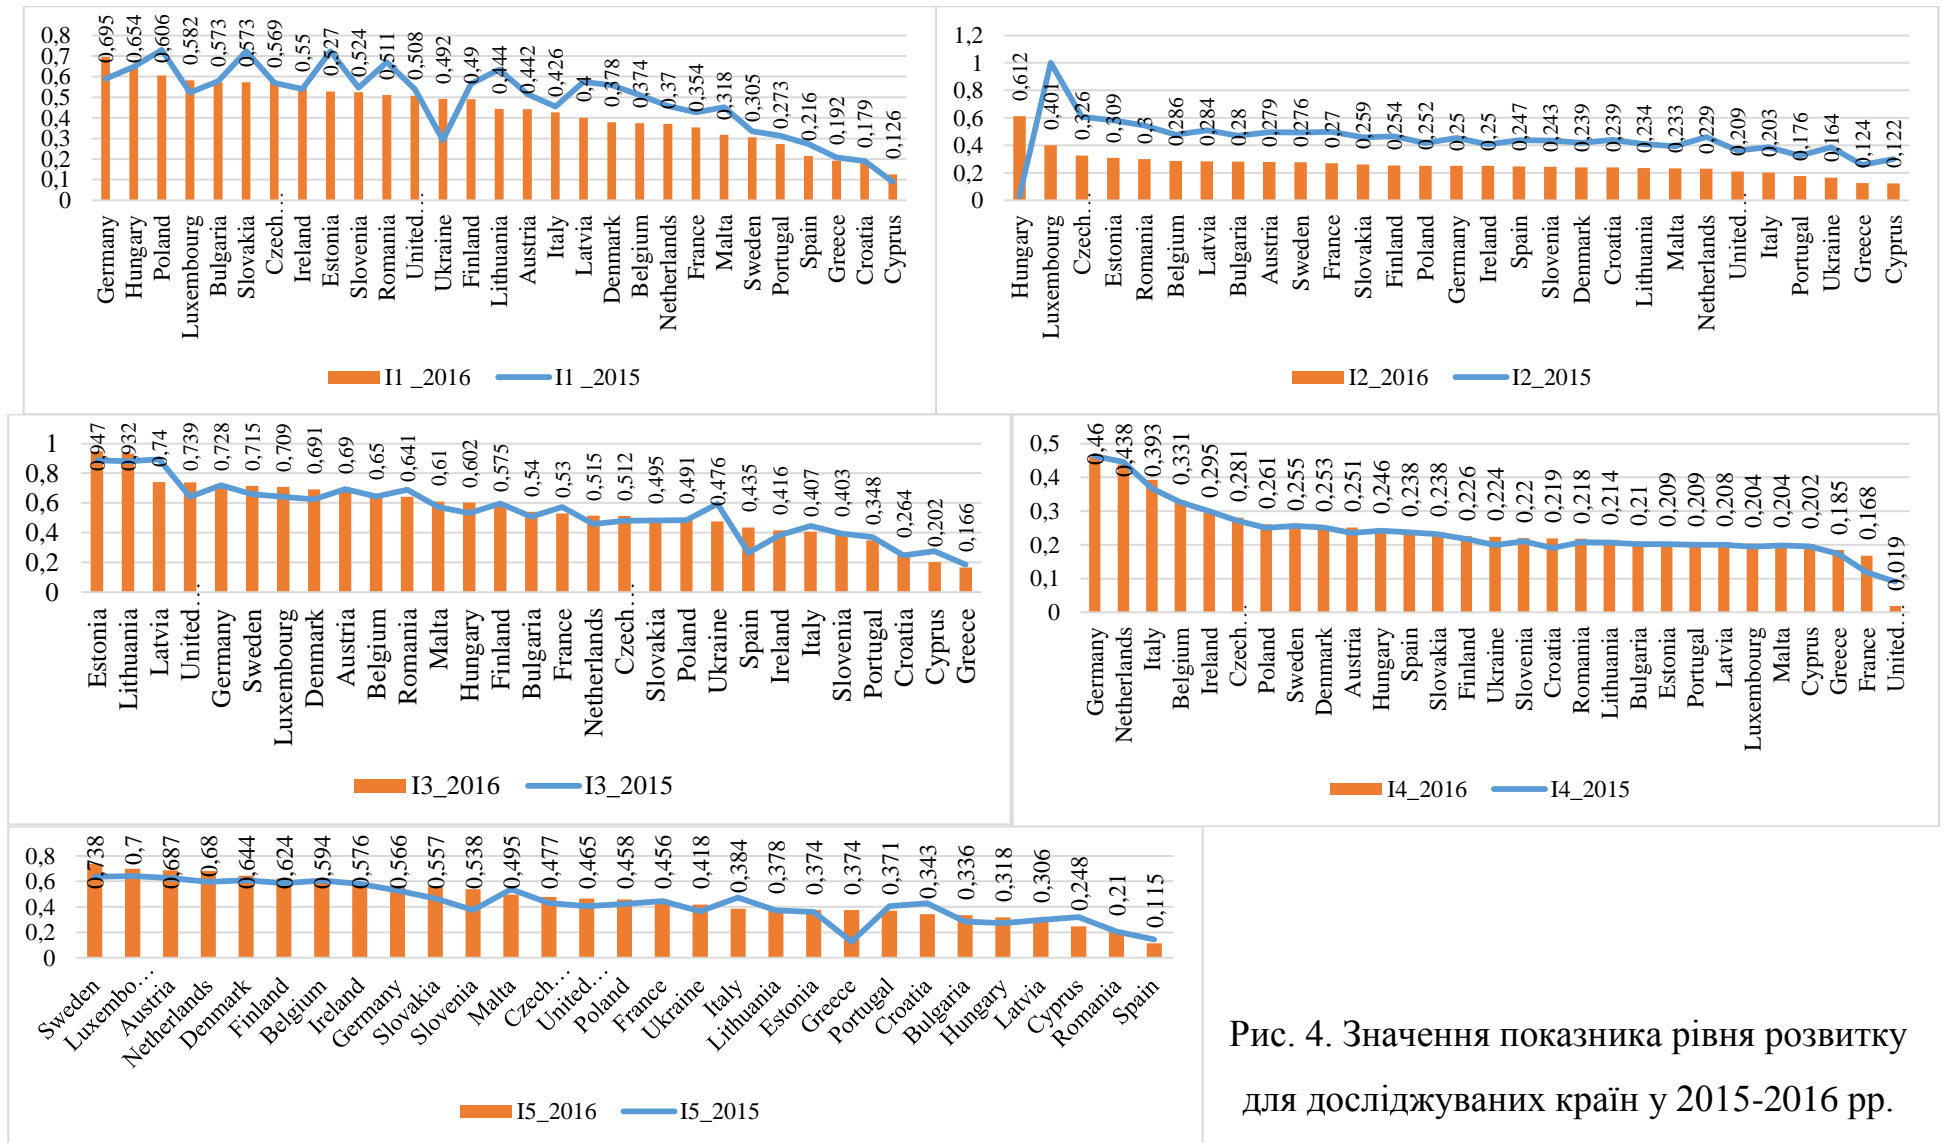 0,695 0,654 0,606 0,582 0,573 0,573 0,569 0,55 0,527 0,524 0,511 0,508 0,492 0,49 0,444 0,442 0,426 0,4 0,378 0,374 0,37 0,354 0,318 0,305 0,273 0,216 0,192 0,179 0,126
0,8
0,7
0,6
0,5
0,4
0,3
0,2
0,1
0
Germany Hungary Poland Luxembourg Bulgaria Slovakia Czech… Ireland Estonia Slovenia Romania United… Ukraine Finland Lithuania Austria Italy Latvia Denmark Belgium Netherlands France Malta Sweden Portugal Spain Greece Croatia Cyprus
I1 _2016 I1 _2015
1,2
1
0,8
0,6
0,4
0,2
0
0,612 0,401 0,326 0,309 0,3 0,286 0,284 0,28 0,279 0,276 0,27 0,259 0,254 0,252 0,25 0,25 0,247 0,243 0,239 0,239 0,234 0,233 0,229 0,209 0,203 0,176 0,164 0,124 0,122
Hungary Luxembourg Czech… Estonia Romania Belgium Latvia Bulgaria Austria Sweden France Slovakia Finland Poland Germany Ireland Spain Slovenia Denmark Croatia Lithuania Malta Netherlands United… Italy Portugal Ukraine Greece Cyprus
I2_2016 I2_2015
0,947 0,932 0,74 0,739 0,728 0,715 0,709 0,691 0,69 0,65 0,641 0,61 0,602 0,575 0,54 0,53 0,515 0,512 0,495 0,491 0,476 0,435 0,416 0,407 0,403 0,348 0,264 0,202 0,166
1
0,8
0,6
0,4
0,2
0
Estonia Lithuania Latvia United… Germany Sweden Luxembourg Denmark Austria Belgium Romania Malta Hungary Finland Bulgaria France Netherlands Czech… Slovakia Poland Ukraine Spain Ireland Italy Slovenia Portugal Croatia Cyprus Greece
I3_2016 I3_2015
0,46 0,438 0,393 0,331 0,295 0,281 0,261 0,255 0,253 0,251 0,246 0,238 0,238 0,226 0,224 0,22 0,219 0,218 0,214 0,21 0,209 0,209 0,208 0,204 0,204 0,202 0,185 0,168 0,019
0,5
0,4
0,3
0,2
0,1
0
Germany Netherlands Italy Belgium Ireland Czech… Poland Sweden Denmark Austria Hungary Spain Slovakia Finland Ukraine Slovenia Croatia Romania Lithuania Bulgaria Estonia Portugal Latvia Luxembourg Malta Cyprus Greece France United…
I4_2016 I4_2015
0,738 0,7 0,687 0,68 0,644 0,624 0,594 0,576 0,566 0,557 0,538 0,495 0,477 0,465 0,458 0,456 0,418 0,384 0,378 0,374 0,374 0,371 0,343 0,336 0,318 0,306 0,248 0,21 0,115
0,8
0,6
0,4
0,2
0
Sweden Luxembo… Austria Netherlands Denmark Finland Belgium Ireland Germany Slovakia Slovenia Malta Czech… United… Poland France Ukraine Italy Lithuania Estonia Greece Portugal Croatia Bulgaria Hungary Latvia Cyprus Romania Spain
I5_2016 I5_2015
Рис. 4. Значення показника рівня розвитку
для досліджуваних країн у 2015-2016 рр.